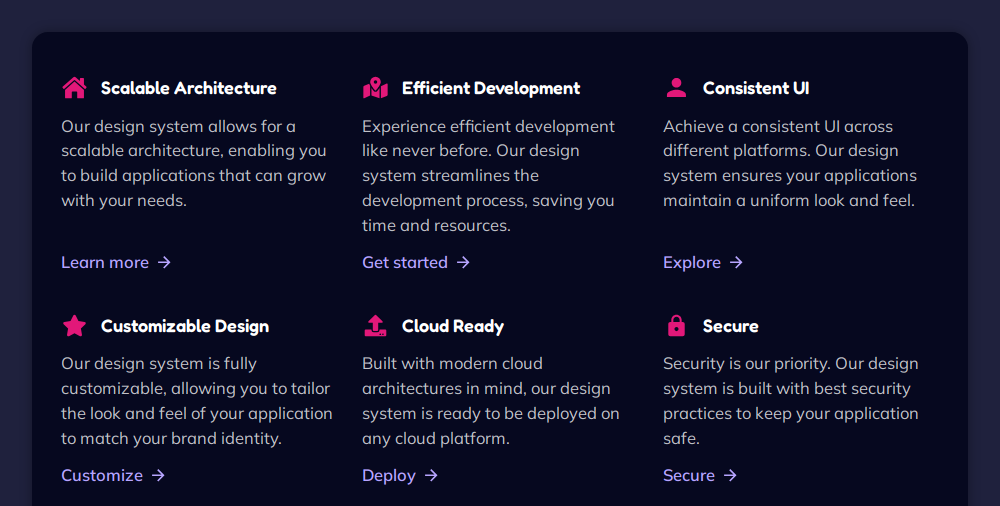 Scalable Architecture
Our design system allows for a
scalable architecture, enabling you
to build applications that can grow
with your needs.
Learn more
Efficient Development
Experience efficient development
like never before. Our design
system streamlines the
development process, saving you
time and resources.
Get started
Consistent UI
Achieve a consistent UI across
different platforms. Our design
system ensures your applications
maintain a uniform look and feel.
Explore
Customizable Design
Our design system is fully
customizable, allowing you to tailor
the look and feel of your application
to match your brand identity.
Customize
Cloud Ready
Built with modern cloud
architectures in mind, our design
system is ready to be deployed on
any cloud platform.
Deploy
Secure
Security is our priority. Our design
system is built with best security
practices to keep your application
safe.
Secure